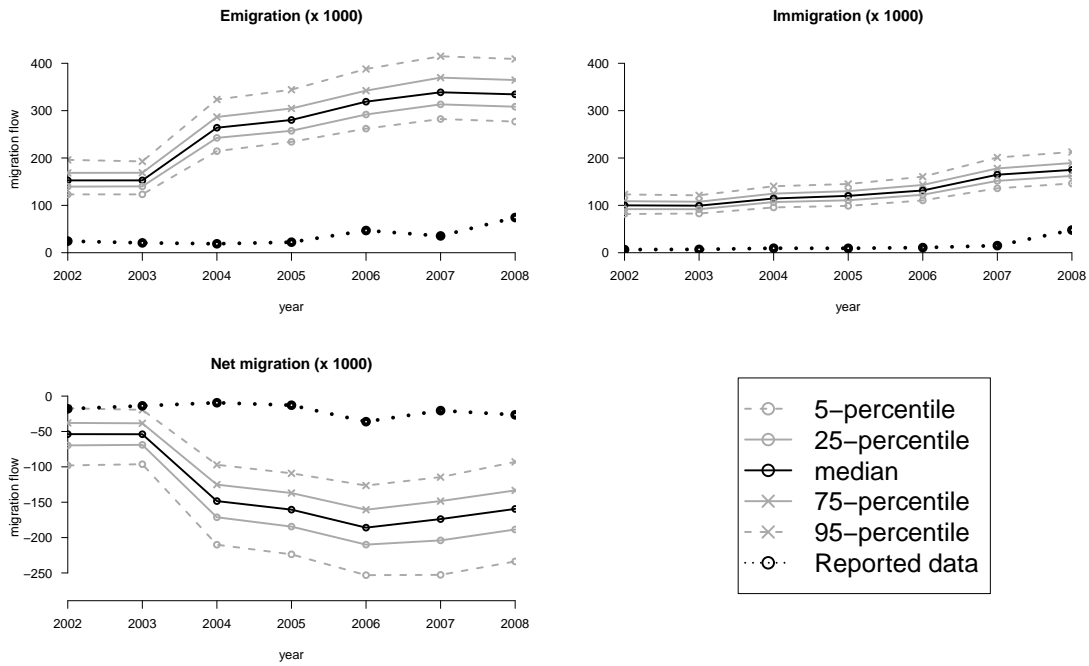 Emigration (x 1000)
migration flow
400
300
200
100
0
2002 2003 2004 2005 2006 2007 2008
year
Immigration (x 1000)
400
300
200
100
0
2002 2003 2004 2005 2006 2007 2008
year
Net migration (x 1000)
migration flow
0
−50
−100
−150
−200
−250
2002 2003 2004 2005 2006 2007 2008
year
5−percentile
25−percentile
median
75−percentile
95−percentile
Reported data